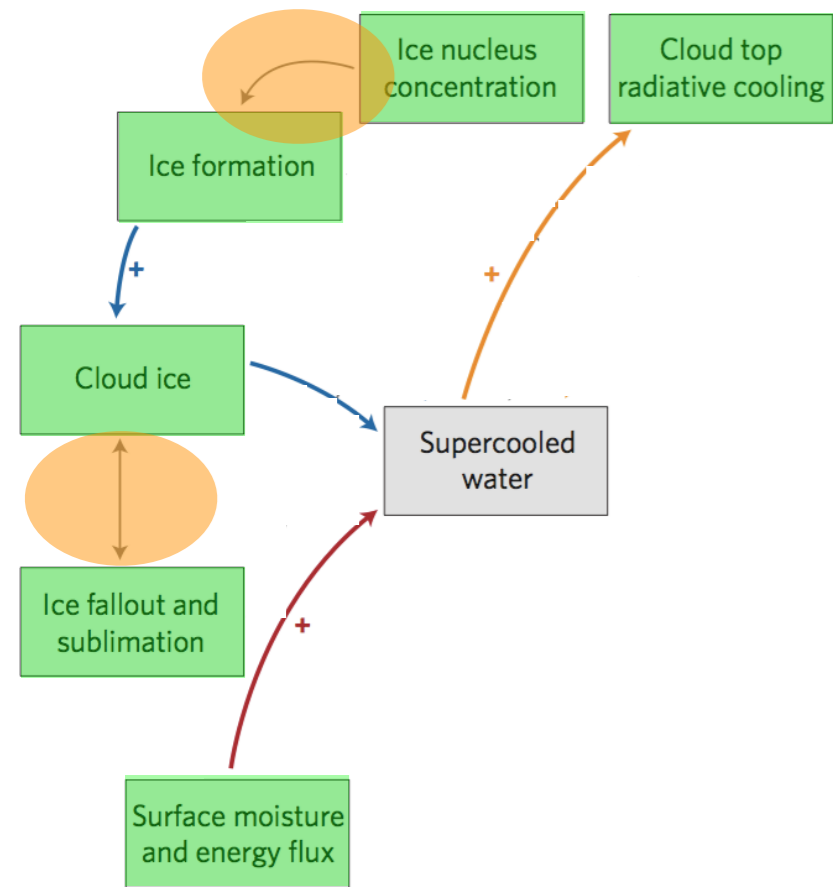 Ice nucleus
concentration
Cloud top
radiative cooling
Ice formation
+
+
Cloud ice
Supercooled
water
Ice fallout and
sublimation
+
Surface moisture
and energy flux